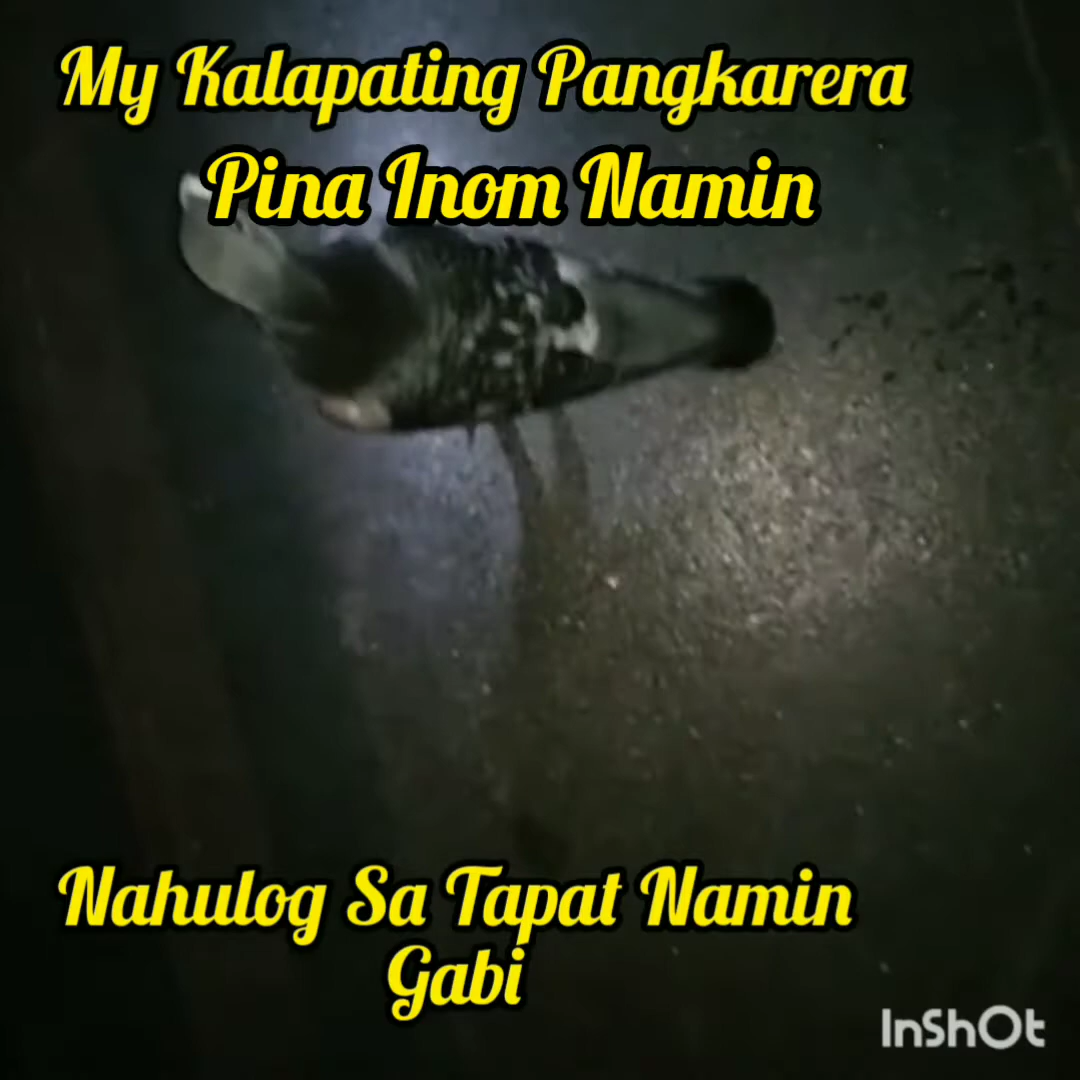 My Kalapating Pangkarera
Pina Inom Namin
Nahulog Sa Tapat Namin
Gabi
InShOt